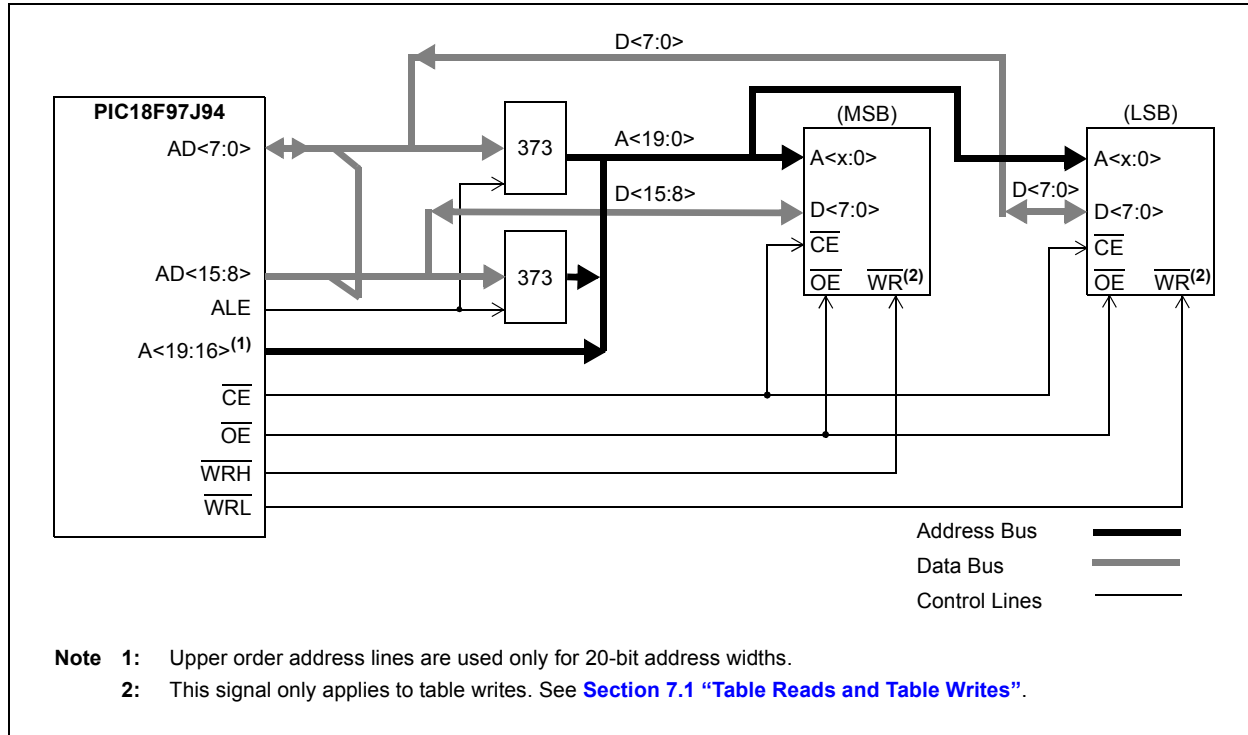 D<7:0>
PIC18F97J94
AD<7:0>
373
A<19:0>
(MSB)
A<x:0>
D<7:0>
CE
OE
WR(2)
(LSB)
A<x:0>
D<7:0>
D<7:0>
CE
OE
WR(2)
D<15:8>
AD<15:8>
373
ALE
A<19:16>(1)
CE
OE
WRH
WRL
Address Bus
Data Bus
Control Lines
Note 1: Upper order address lines are used only for 20-bit address widths.
2: This signal only applies to table writes. See Section 7.1 “Table Reads and Table Writes”.